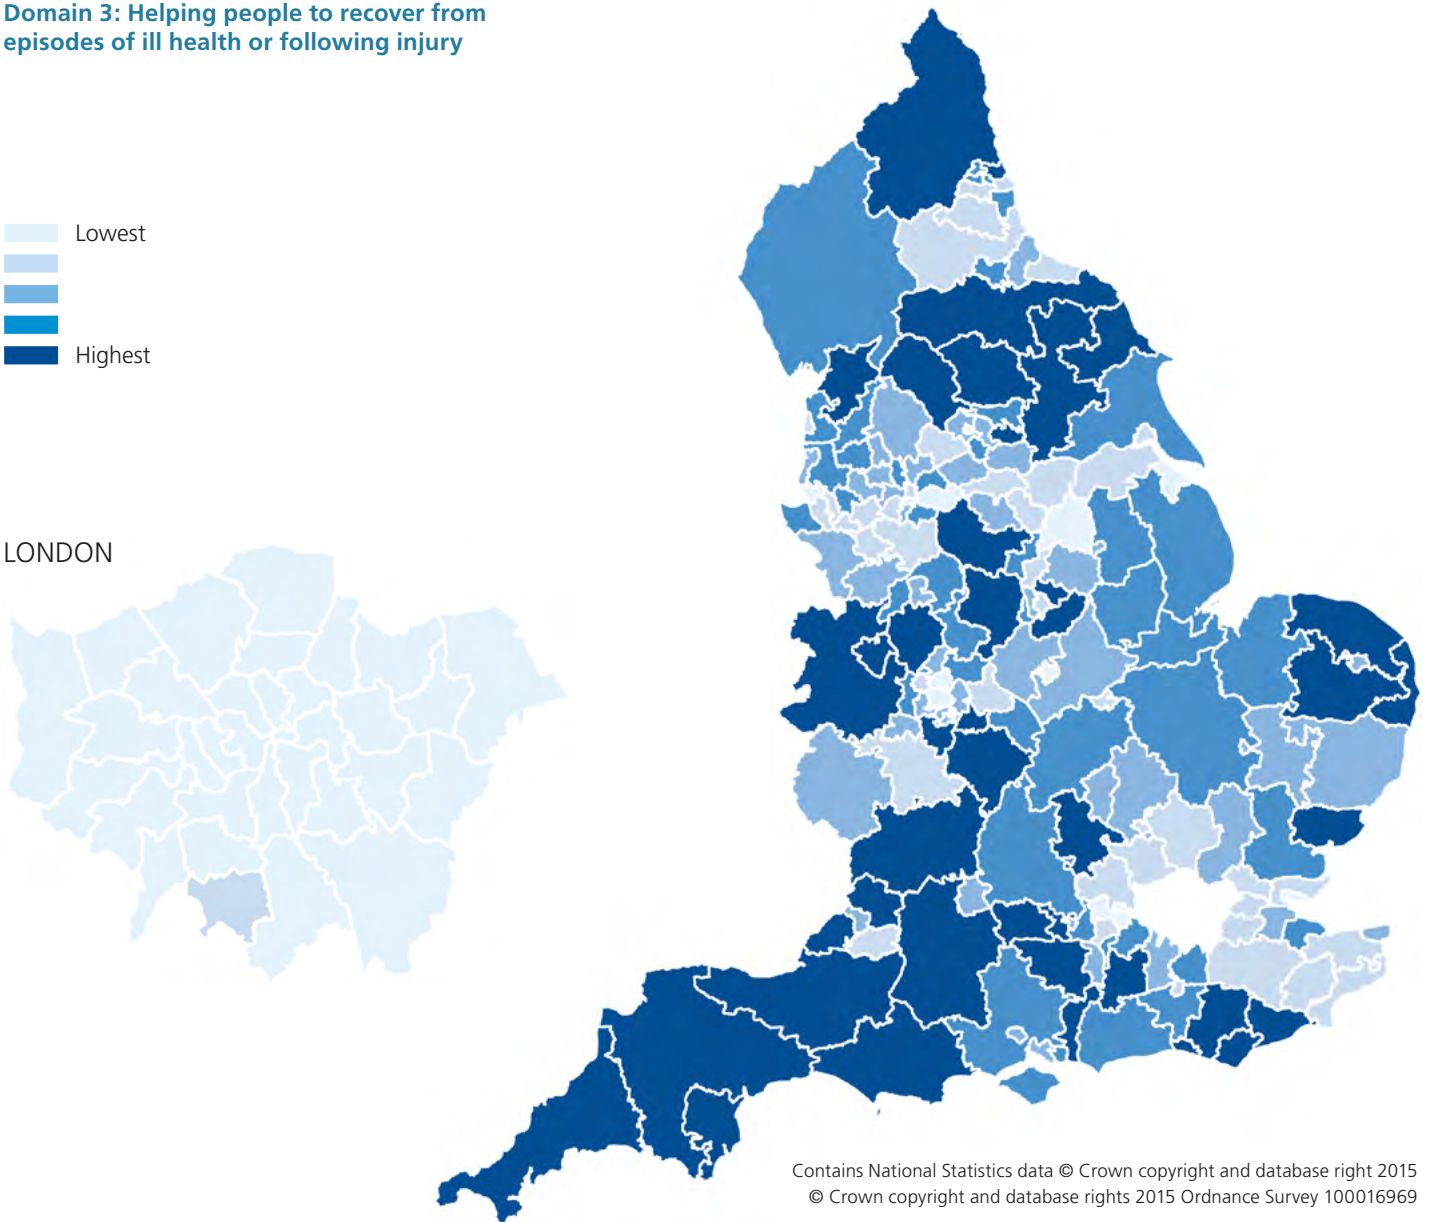 Domain 3: Helping people to recover from
episodes of ill health or following injury
Lowest
Highest
LONDON
Contains National Statistics data © Crown copyright and database right 2015
© Crown copyright and database rights 2015 Ordnance Survey 100016969